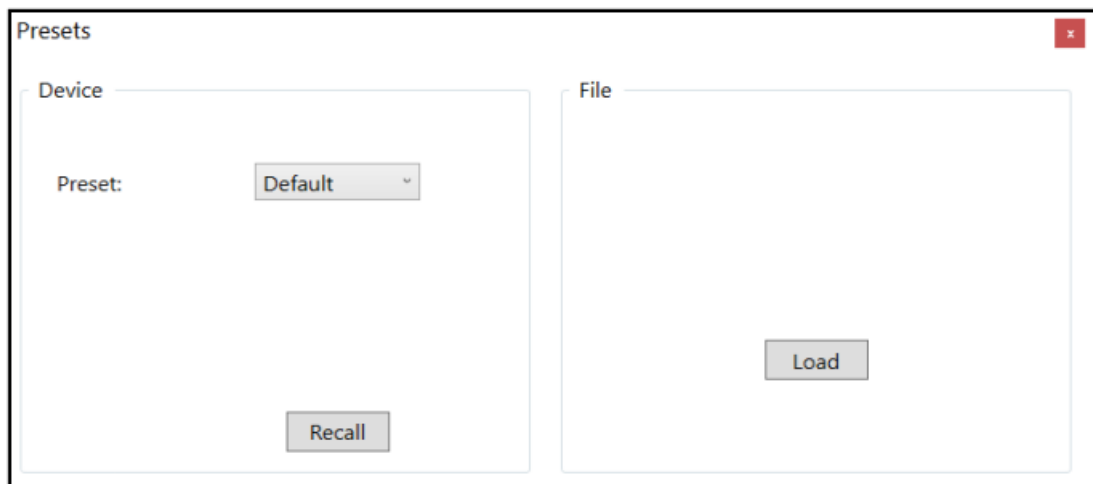 Presets
x
Device
Preset:
Default
Recall
File
Load